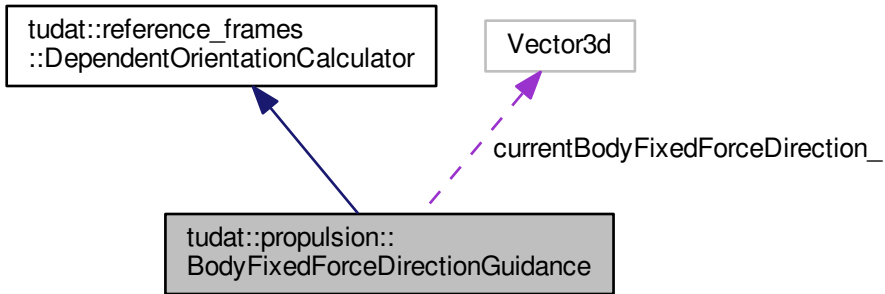 tudat::reference_frames
::DependentOrientationCalculator
Vector3d
currentBodyFixedForceDirection_
tudat::propulsion::
BodyFixedForceDirectionGuidance